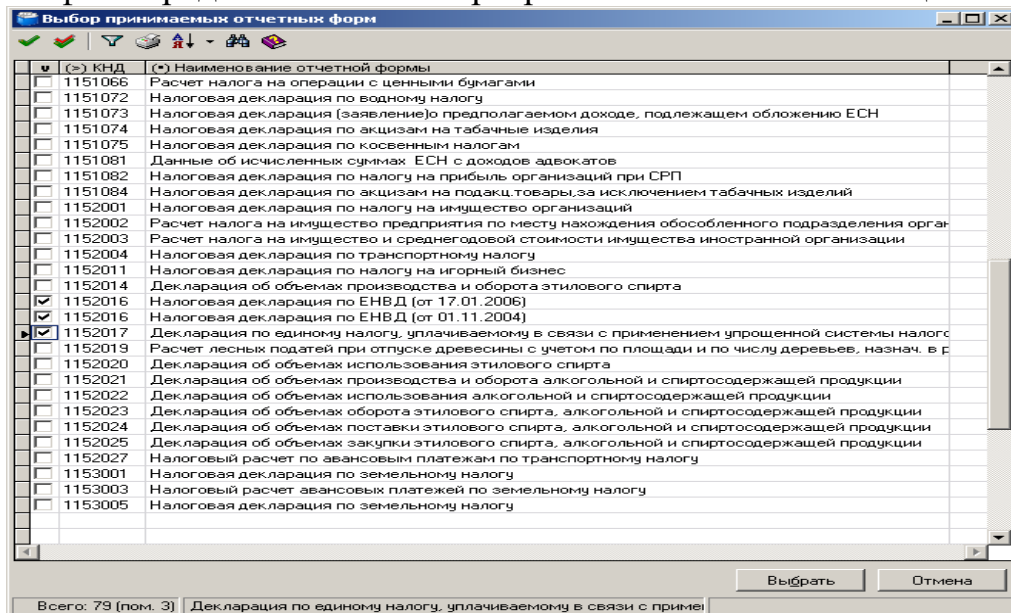 Выбор принимаемых отчетных форм
(>) КНД (•) Наименование отчетной формы
1151066 Расчет налога на операции с ценными бумагами
1151072 Налоговая декларация по водному налогу
1151073 Налоговая декларация (заявление)о предполагаемом доходе, подлежащем обложению ЕСН
1151074 Налоговая декларация по акцизам на табачные изделия
1151075 Налоговая декларация по косвенным налогам
1151081 Данные об исчисленных суммах ЕСН с доходов адвокатов
1151082 Налоговая декларация по налогу на прибыль организаций при СРП
1151084 Налоговая декларация по акцизам на подакц.товары,за исключением табачных изделий
1152001 Налоговая декларация по налогу на имущество организаций
1152002 Расчет налога на имущество предприятия по месту нахождения обособленного подразделения орган
1152003 Расчет налога на имущество и среднегодовой стоимости имущества иностранной организации
1152004 Налоговая декларация по транспортному налогу
1152011 Налоговая декларация по налогу на игорный бизнес
1152014 Декларация об объемах производства и оборота этилового спирта
1152016 Налоговая декларация по ЕНВД (от 17.01.2006)
1152016 Налоговая декларация по ЕНВД (от 01.11.2004)
1152017 Декларация по единому налогу, уплачиваемому в связи с применением упрощенной системы налого
1152019 Расчет лесных податей при отпуске древесины с учетом по площади и по числу деревьев, назнач. в р
1152020 Декларация об объемах использования этилового спирта
1152021 Декларация об объемах производства и оборота алкогольной и спиртосодержащей продукции
1152022 Декларация об объемах использования алкогольной и спиртосодержащей продукции
1152023 Декларация об объемах оборота этилового спирта, алкогольной и спиртосодержащей продукции
1152024 Декларация об объемах поставки этилового спирта, алкогольной и спиртосодержащей продукции
1152025 Декларация об объемах закупки этилового спирта, алкогольной и спиртосодержащей продукции
1152027 Налоговый расчет по авансовым платежам по транспортному налогу
1153001 Налоговая декларация по земельному налогу
1153003 Налоговый расчет авансовых платежей по земельному налогу
1153005 Налоговая декларация по земельному налогу
Выбрать Отмена
Всего: 79 (пом. 3) Декларация по единому налогу, уплачиваемому в связи с примен